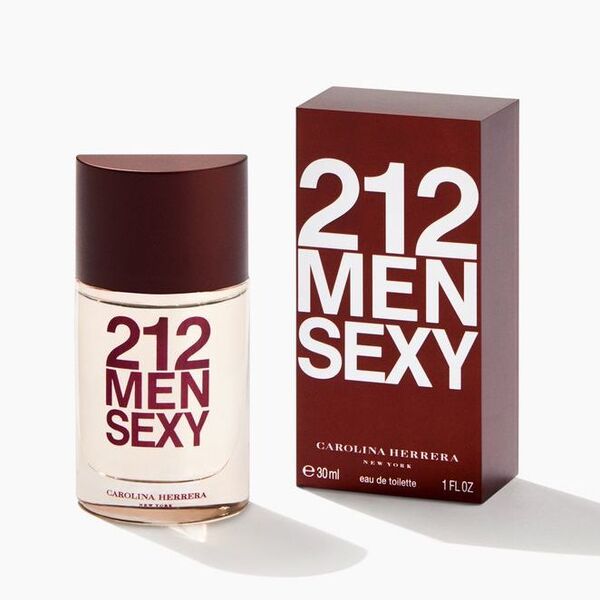 212
MEN
SEXY
CAROLINA HERRERA
NEW YORK
212
MEN
SEXY
CAROLINA HERRERA
NEW YORK
℮ 30 ml eau de toilette 1 FL OZ